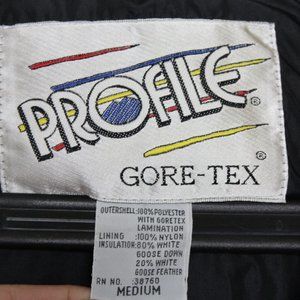 PROFILE®
GORE-TEX®
OUTERSHELL:100%POLYESTER
WITH GORETEX
LAMINATION
LINING : 100% NYLON
INSULATION:80% WHITE
GOOSE DOWN
20% WHITE
GOOSE FEATHER
RN NO. : 38760
MEDIUM